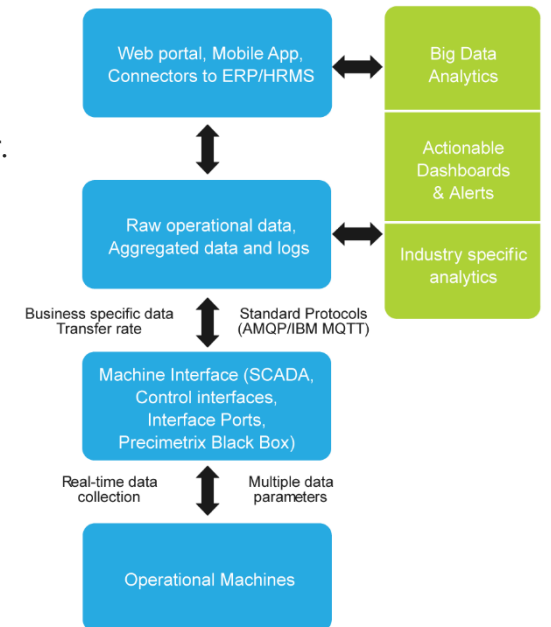 Web portal, Mobile App,
Connectors to ERP/HRMS
Big Data
Analytics
.
Actionable
Dashboards
& Alerts
Raw operational data,
Aggregated data and logs
Industry specific
analytics
Business specific data
Transfer rate
Standard Protocols
(AMQP/IBM MQTT)
Machine Interface (SCADA,
Control interfaces,
Interface Ports,
Precimetrix Black Box)
Real-time data
collection
Multiple data
parameters
Operational Machines